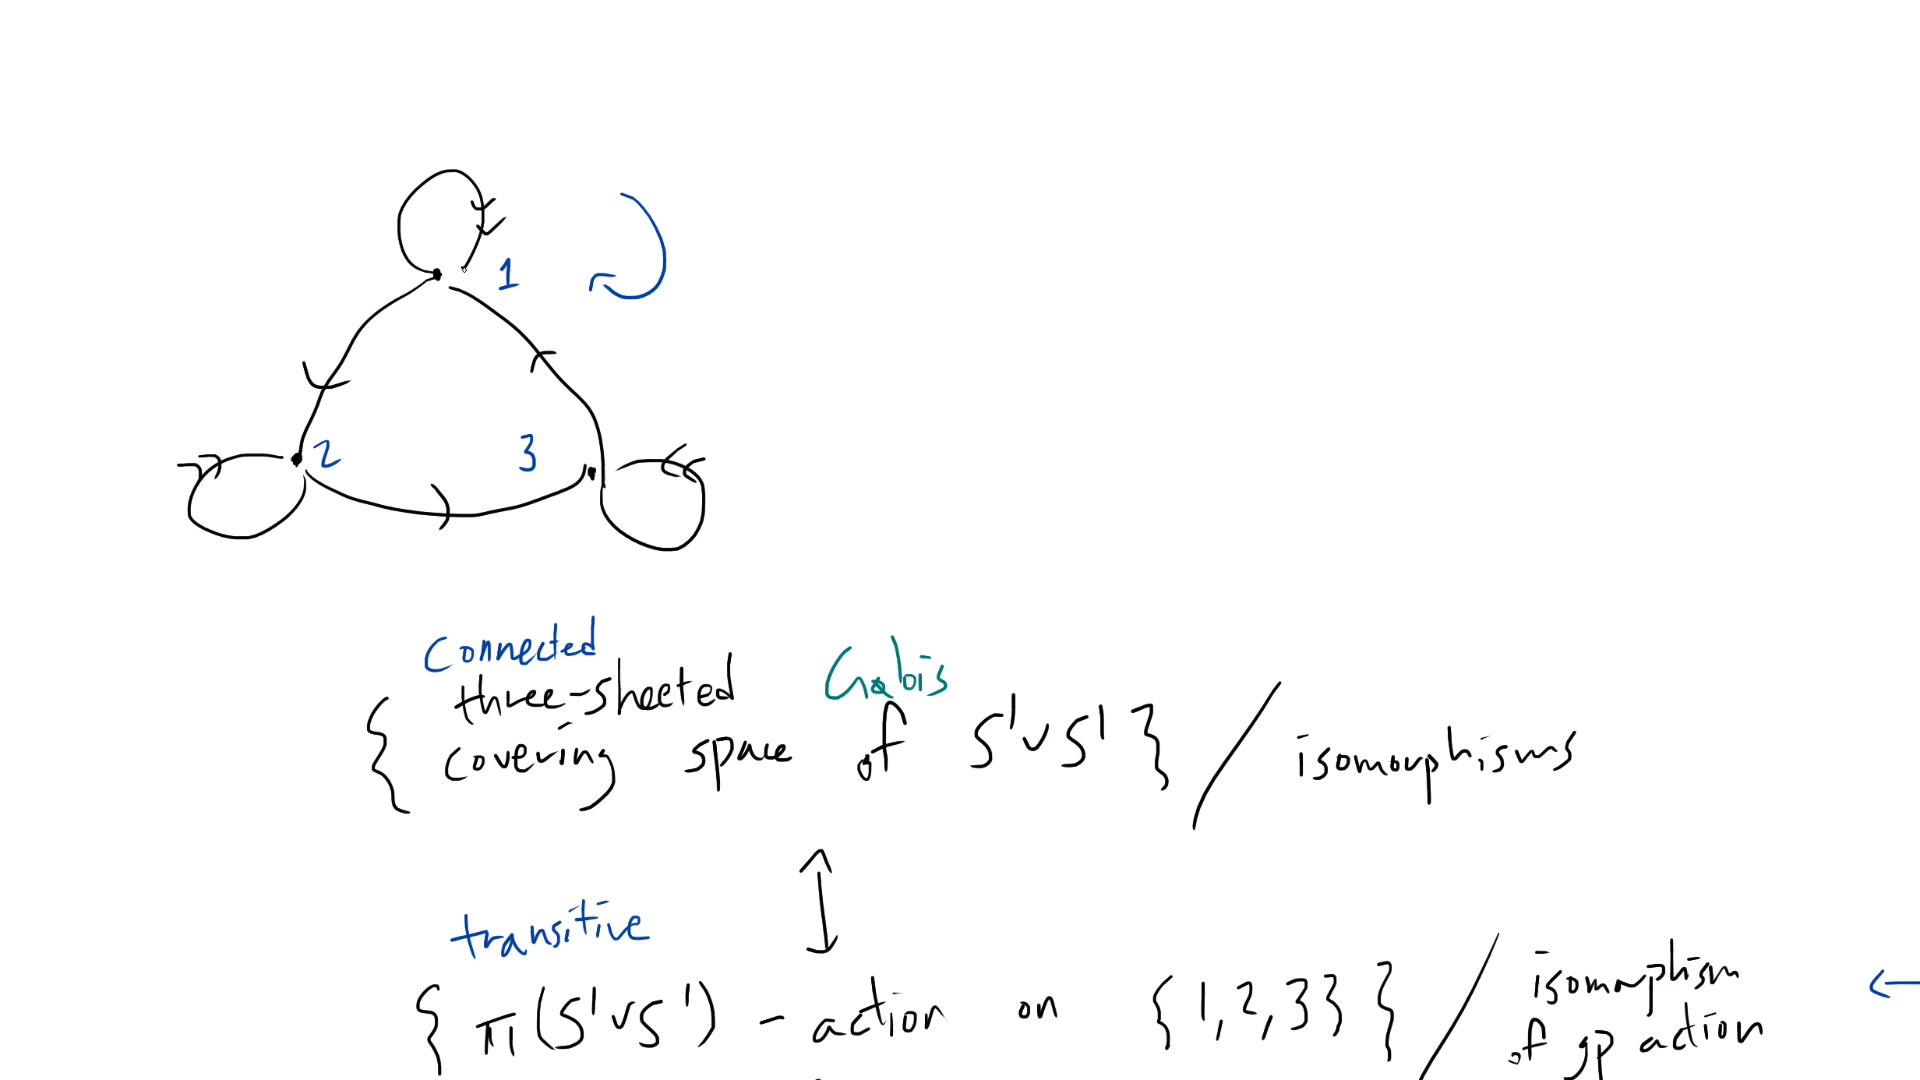 1
2 3
Connected
three-sheeted Galois
{ covering space of S¹∨S¹ } / isomorphisms
transitive
{ π₁(S¹∨S¹) - action on {1,2,3} } / isomorphism
of gp action